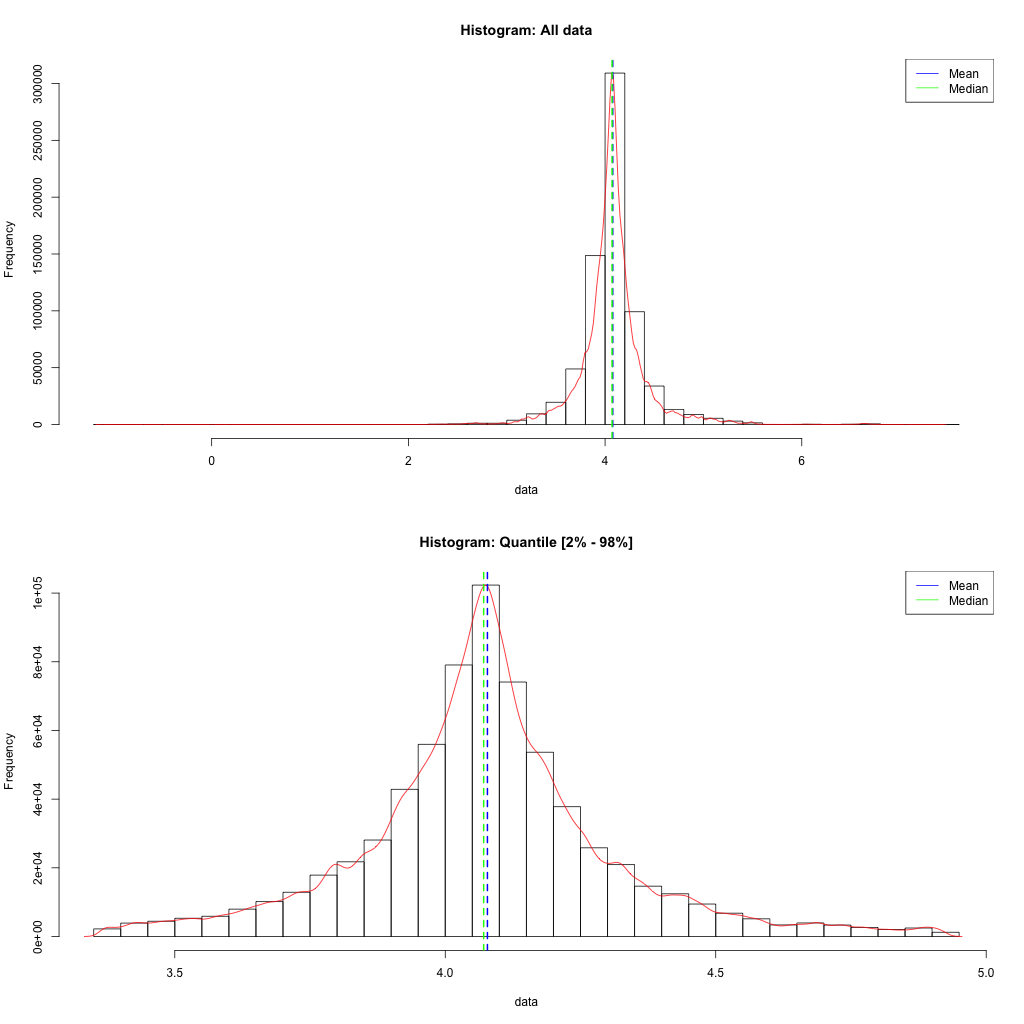 Histogram: All data
Mean
Median
Frequency
300000
250000
200000
150000
100000
50000
0
0 2 4 6
data
Histogram: Quantile [2% - 98%]
Mean
Median
Frequency
1e+05
8e+04
6e+04
4e+04
2e+04
0e+00
3.5 4.0 4.5 5.0
data